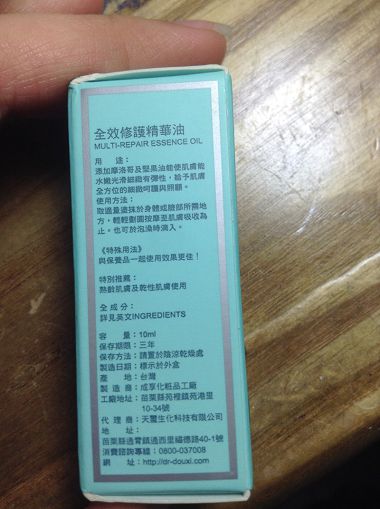 全效修護精華油
MULTI-REPAIR ESSENCE OIL
用　途：
添加摩洛哥及堅果油能使肌膚能
水嫩光滑細緻有彈性，給予肌膚
全方位的細緻呵護與照顧。
使用方法：
取適量塗抹於身體或臉部所需地
方，輕輕劃圓按摩至肌膚吸收為
止。也可於泡澡時滴入。
《特殊用法》
與保養品一起使用效果更佳！
特別推薦：
熟齡肌膚及乾性肌膚使用
全 成 分：
詳見英文INGREDIENTS
容　　量：10ml
保存期限：三年
保存方法：請置於陰涼乾燥處
製造日期：標示於外盒
產　　地：台灣
製 造 商：成享化粧品工廠
工廠地址：苗栗縣苑裡鎮苑港里
10-34號
代 理 商：天璽生化科技有限公司
地　　址：
苗栗縣通霄鎮通西里福德路40-1號
消費諮詢專線：0800-037008
網　　址：http://dr-douxi.com